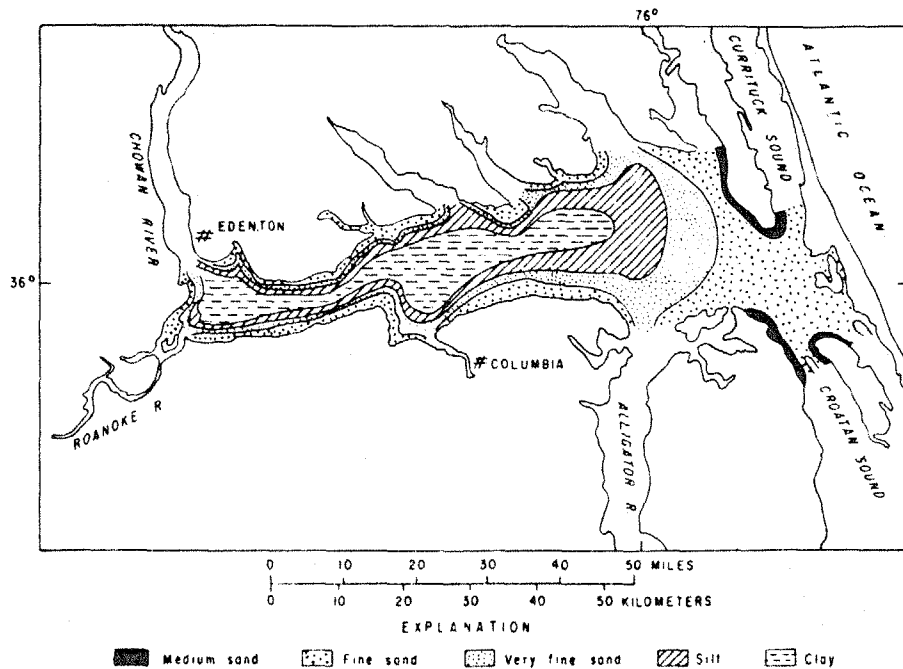 76°
CURRITUCK SOUND
ATLANTIC OCEAN
CHOWAN RIVER
# EDENTON
36°
# COLUMBIA
ROANOKE R
ALLIGATOR R.
CROATAN SOUND
0 10 20 30 40 50 MILES
0 10 20 30 40 50 KILOMETERS
EXPLANATION
Medium sand Fine sand Very fine sand Silt Clay